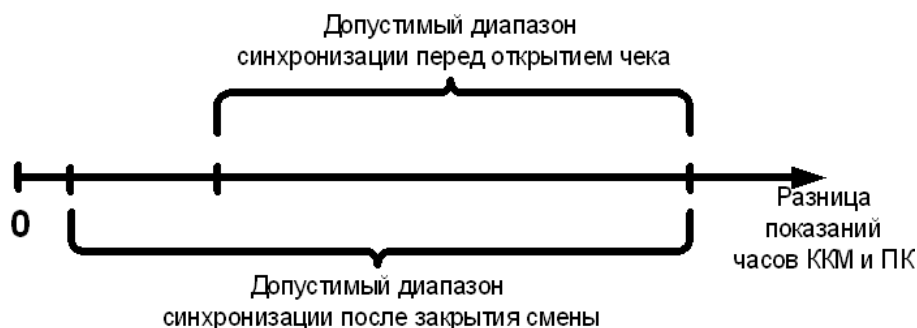 Допустимый диапазон
синхронизации перед открытием чека
0
Разница
показаний
часов ККМ и ПК
Допустимый диапазон
синхронизации после закрытия смены